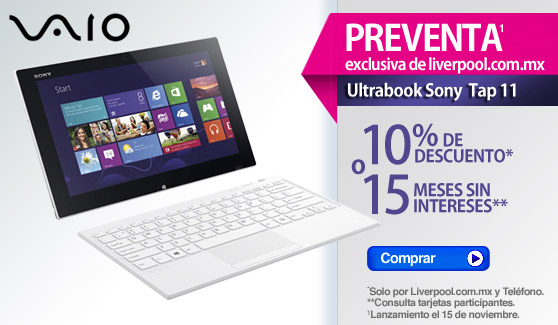 VAIO
PREVENTA¹
exclusiva de liverpool.com.mx
Ultrabook Sony Tap 11
10% DE
DESCUENTO*
o
15 MESES SIN
INTERESES**
Comprar
*Solo por Liverpool.com.mx y Teléfono.
**Consulta tarjetas participantes.
¹Lanzamiento el 15 de noviembre.
SONY
Start